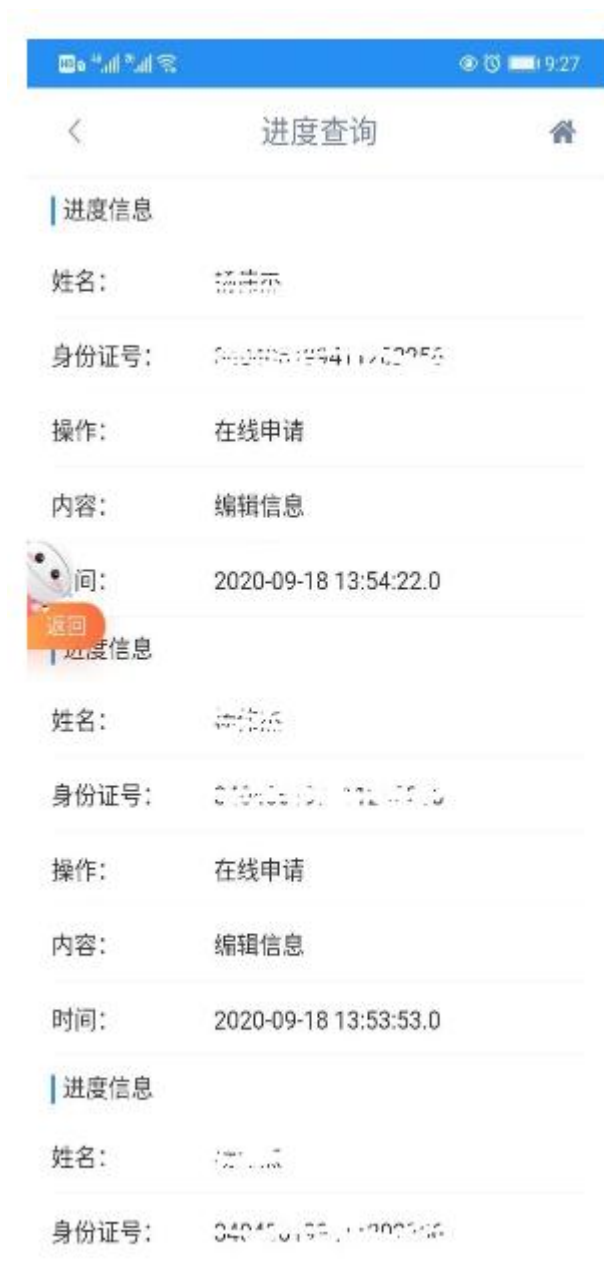 9:27
进度查询
进度信息
姓名：
身份证号：
操作： 在线申请
内容： 编辑信息
间： 2020-09-18 13:54:22.0
返回
进度信息
姓名：
身份证号：
操作： 在线申请
内容： 编辑信息
时间： 2020-09-18 13:53:53.0
进度信息
姓名：
身份证号：